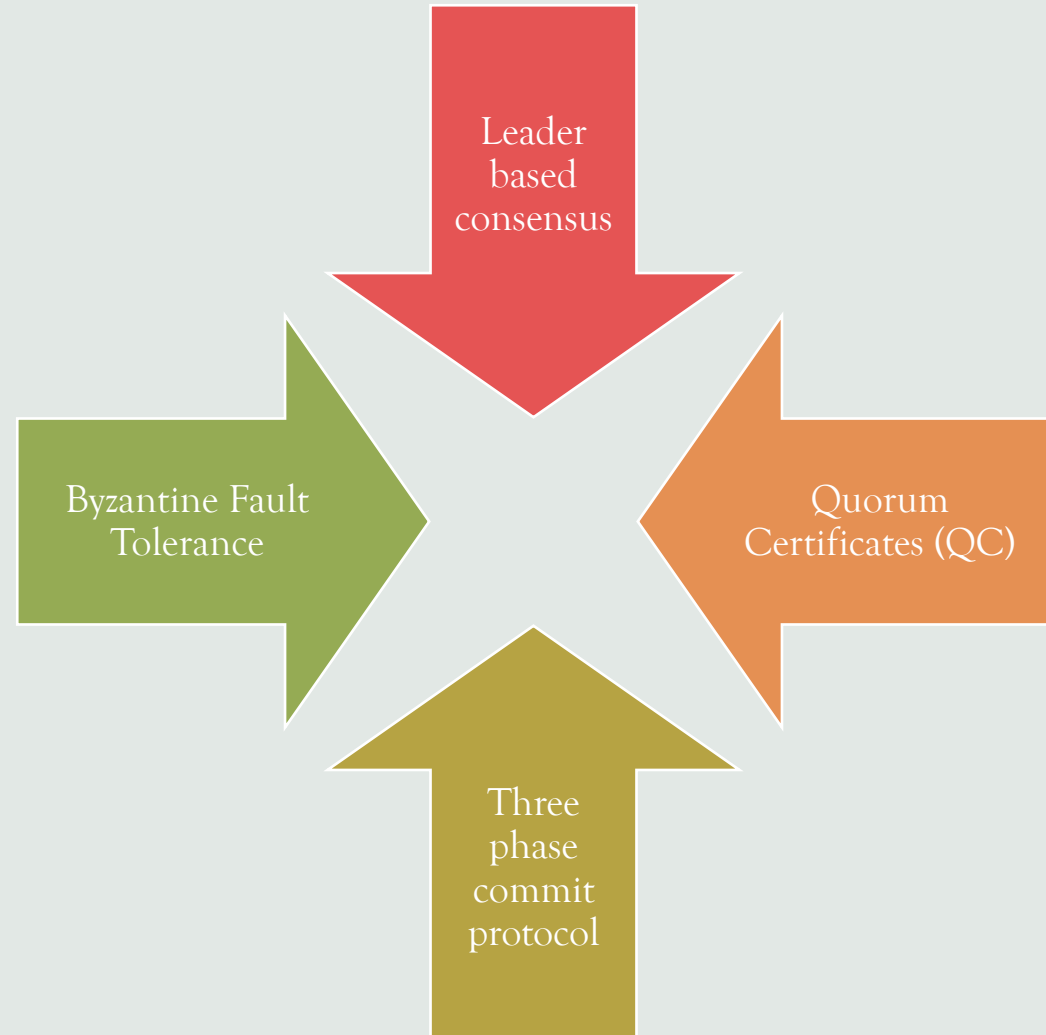 Leader
based
consensus
Byzantine Fault
Tolerance
Quorum
Certificates (QC)
Three
phase
commit
protocol